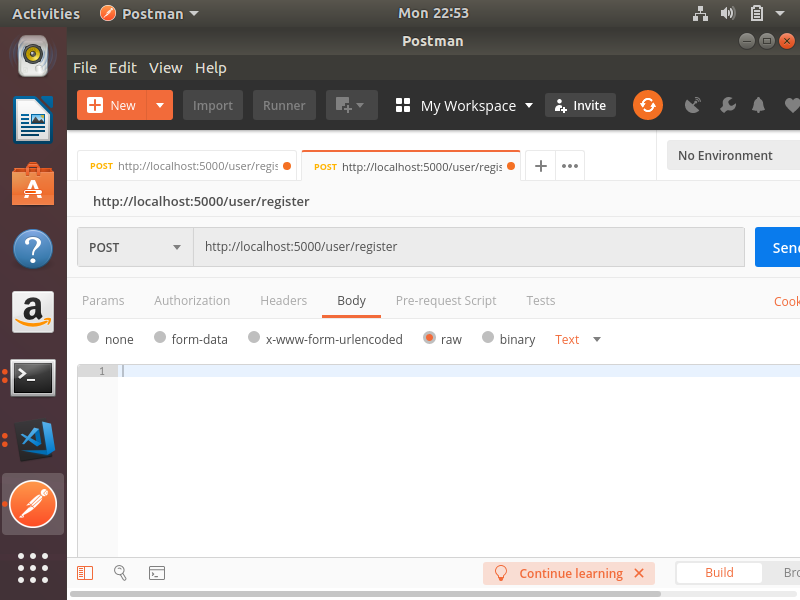 Activities Postman Mon 22:53
Postman
File Edit View Help
New Import Runner My Workspace Invite
POST http://localhost:5000/user/regis POST http://localhost:5000/user/regis No Environment
http://localhost:5000/user/register
POST http://localhost:5000/user/register Send
Params Authorization Headers Body Pre-request Script Tests Cook
none form-data x-www-form-urlencoded raw binary Text
1
Continue learning Build Bro